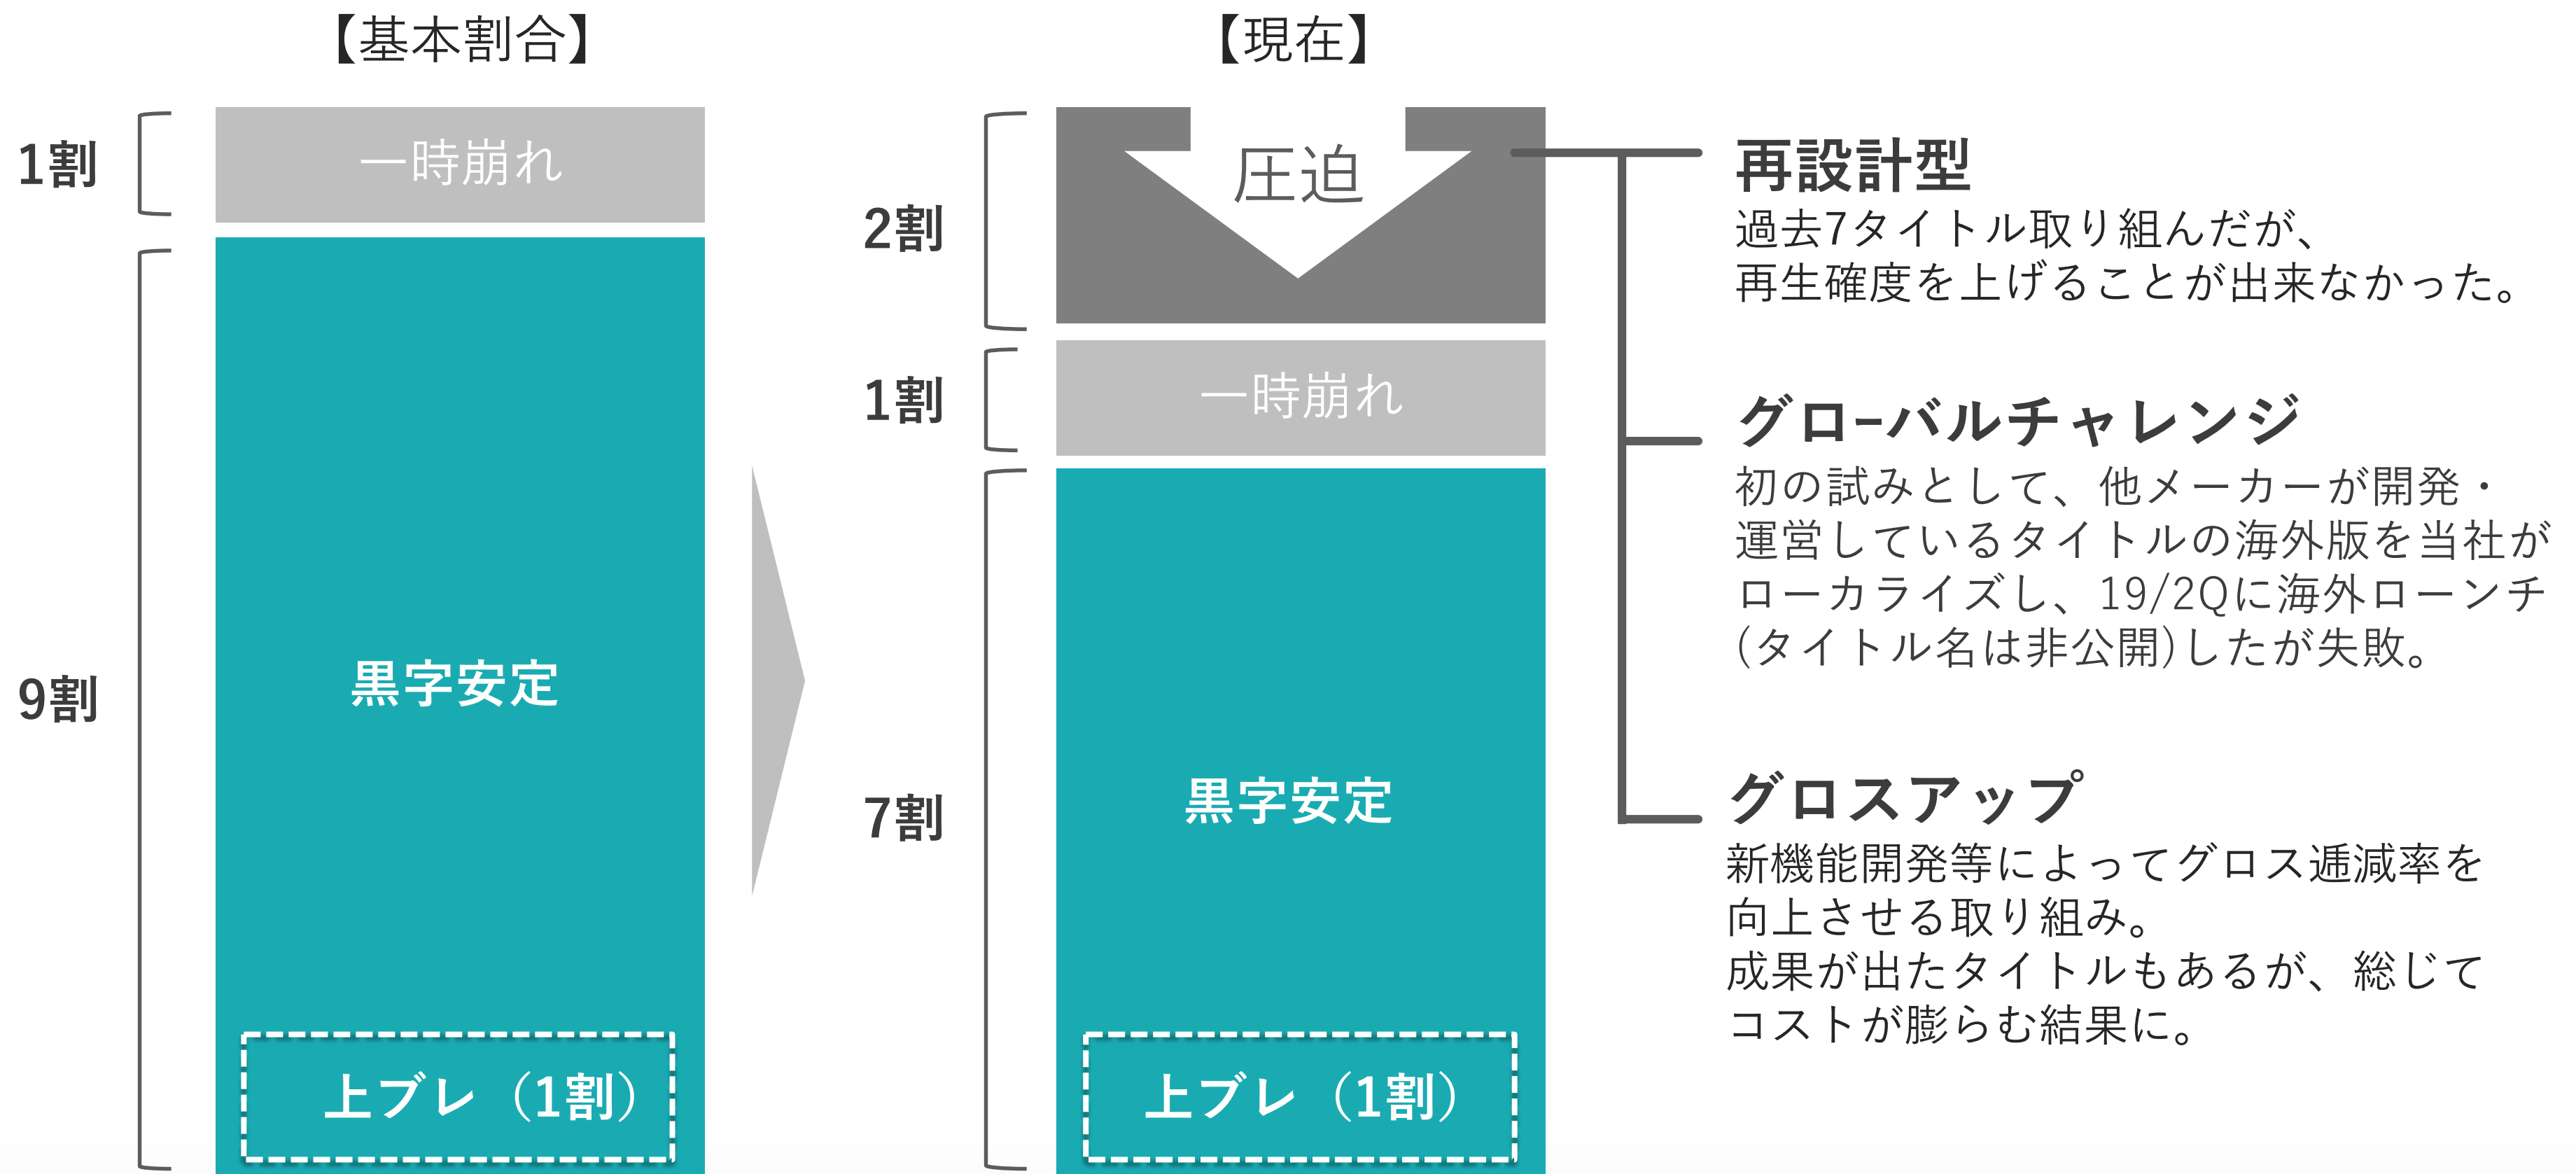 【基本割合】
1割
一時崩れ
9割
黒字安定
上ブレ（1割）
【現在】
2割
圧迫
1割
一時崩れ
7割
黒字安定
上ブレ（1割）
再設計型
過去7タイトル取り組んだが、
再生確度を上げることが出来なかった。
グローバルチャレンジ
初の試みとして、他メーカーが開発・
運営しているタイトルの海外版を当社が
ローカライズし、19/2Qに海外ローンチ
(タイトル名は非公開)したが失敗。
グロスアップ
新機能開発等によってグロス逓減率を
向上させる取り組み。
成果が出たタイトルもあるが、総じて
コストが膨らむ結果に。